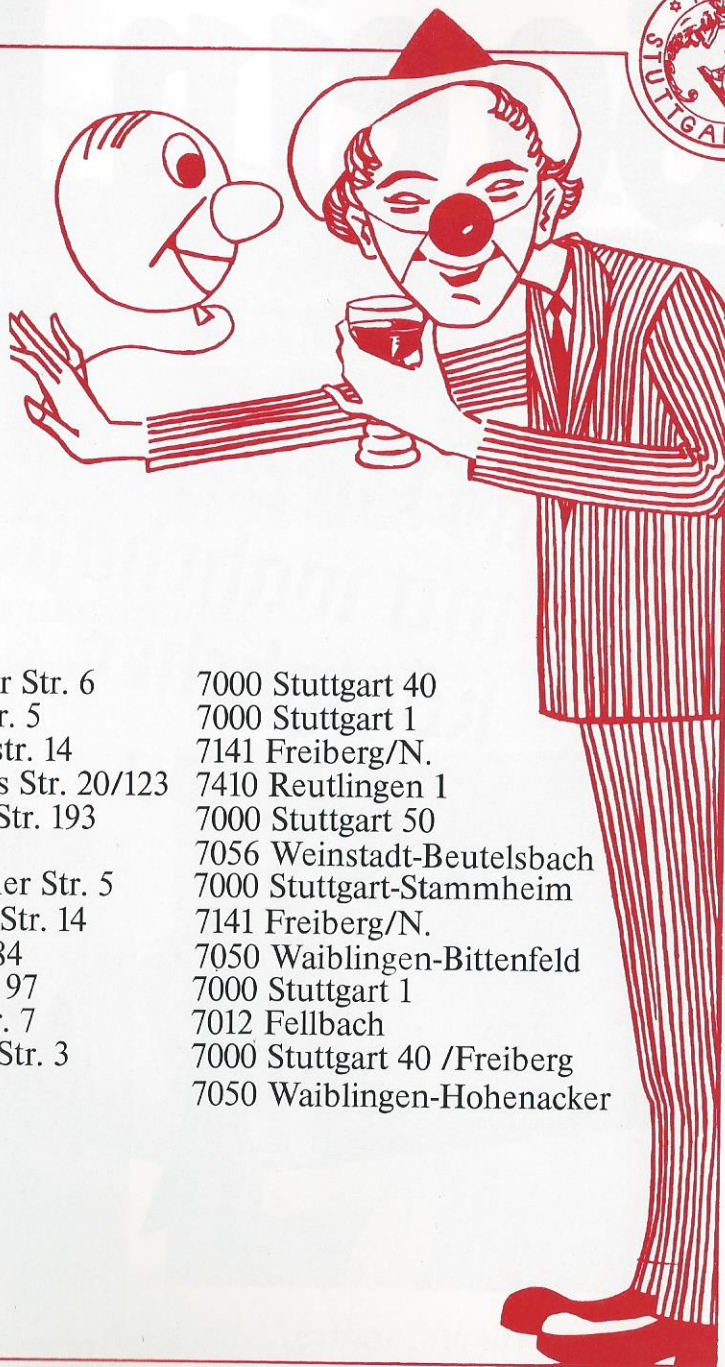 STUTTGA
r Str. 6 7000 Stuttgart 40
r. 5 7000 Stuttgart 1
str. 14 7141 Freiberg/N.
s Str. 20/123 7410 Reutlingen 1
Str. 193 7000 Stuttgart 50
7056 Weinstadt-Beutelsbach
er Str. 5 7000 Stuttgart-Stammheim
Str. 14 7141 Freiberg/N.
84 7050 Waiblingen-Bittenfeld
97 7000 Stuttgart 1
r. 7 7012 Fellbach
Str. 3 7000 Stuttgart 40 /Freiberg
7050 Waiblingen-Hohenacker